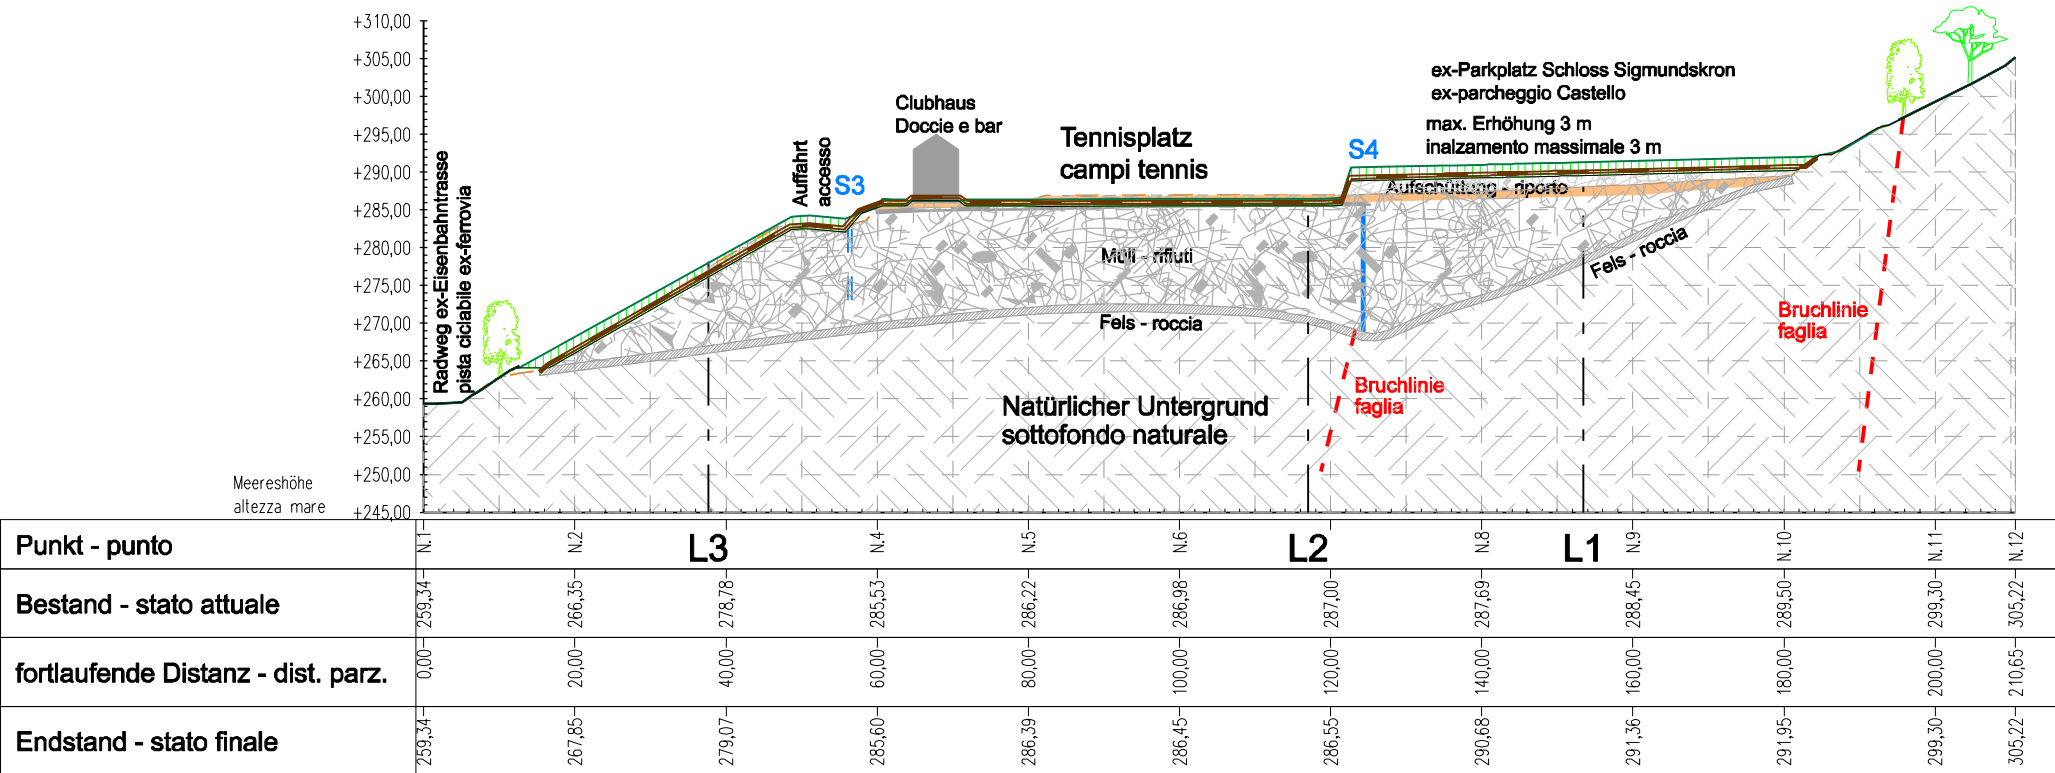 +310,00
+305,00
+300,00
+295,00
+290,00
+285,00
+280,00
+275,00
+270,00
+265,00
+260,00
+255,00
+250,00
+245,00
Meereshöhe
altezza mare
Radweg ex-Eisenbahntrasse
pista ciclabile ex-ferrovia
Auffahrt
accesso
S3
Clubhaus
Doccie e bar
Tennisplatz
campi tennis
S4
ex-Parkplatz Schloss Sigmundskron
ex-parcheggio Castello
max. Erhöhung 3 m
inalzamento massimale 3 m
Aufschüttung - riporto
Müll - rifiuti
Fels - roccia
Fels - roccia
Bruchlinie
faglia
Bruchlinie
faglia
Natürlicher Untergrund
sottofondo naturale
Punkt - punto N.1 N.2 L3 N.4 N.5 N.6 L2 N.8 L1 N.9 N.10 N.11 N.12
Bestand - stato attuale 259,34 266,35 278,78 285,53 286,22 286,98 287,00 287,69 288,45 289,50 299,30 305,22
fortlaufende Distanz - dist. parz. 0,00 20,00 40,00 60,00 80,00 100,00 120,00 140,00 160,00 180,00 200,00 210,65
Endstand - stato finale 259,34 267,85 279,07 285,60 286,39 286,45 286,55 290,68 291,36 291,95 299,30 305,22